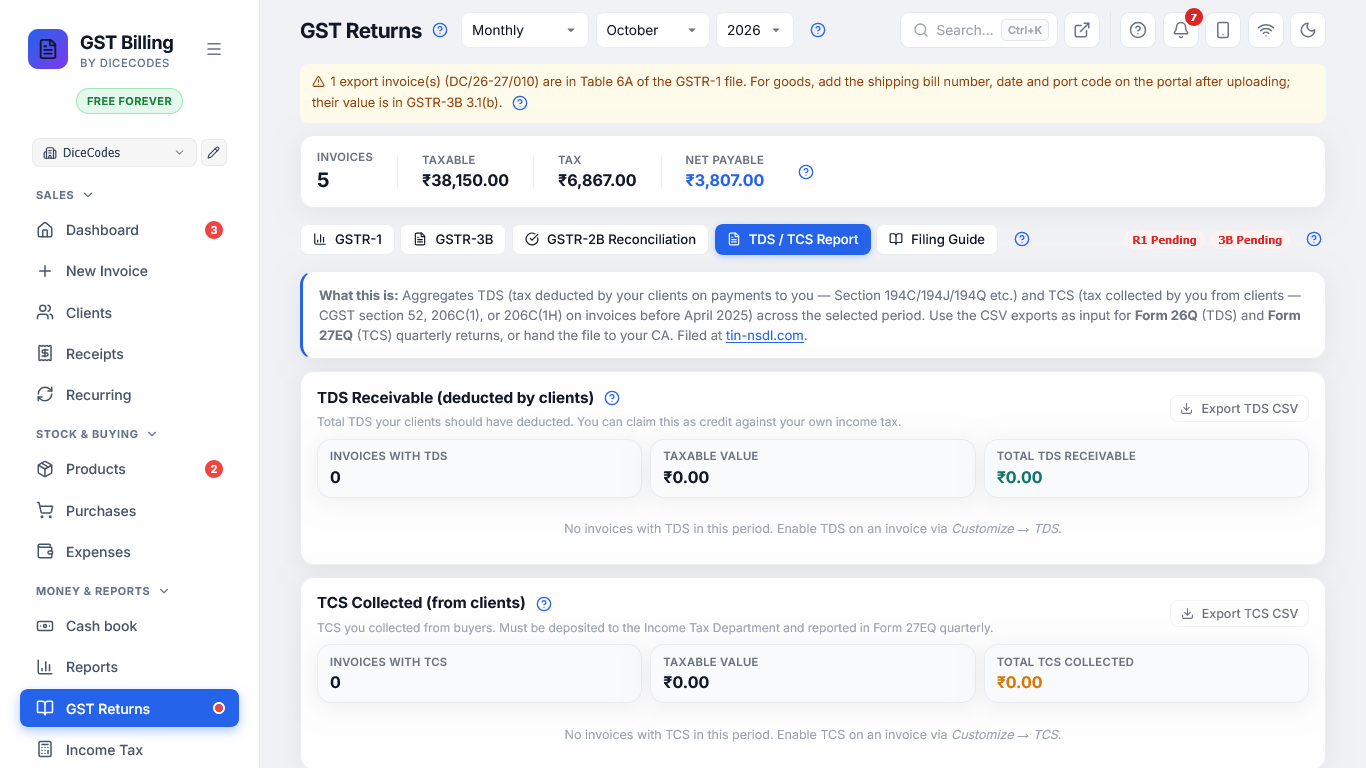 GST Billing
BY DICECODES
FREE FOREVER
DiceCodes
SALES
Dashboard 3
New Invoice
Clients
Receipts
Recurring
STOCK & BUYING
Products 2
Purchases
Expenses
MONEY & REPORTS
Cash book
Reports
GST Returns
Income Tax
GST Returns Monthly October 2026 Search... Ctrl+K 7
1 export invoice(s) (DC/26-27/010) are in Table 6A of the GSTR-1 file. For goods, add the shipping bill number, date and port code on the portal after uploading;
their value is in GSTR-3B 3.1(b).
INVOICES TAXABLE TAX NET PAYABLE
5 ₹38,150.00 ₹6,867.00 ₹3,807.00
GSTR-1 GSTR-3B GSTR-2B Reconciliation TDS / TCS Report Filing Guide R1 Pending 3B Pending
What this is: Aggregates TDS (tax deducted by your clients on payments to you — Section 194C/194J/194Q etc.) and TCS (tax collected by you from clients —
CGST section 52, 206C(1), or 206C(1H) on invoices before April 2025) across the selected period. Use the CSV exports as input for Form 26Q (TDS) and Form
27EQ (TCS) quarterly returns, or hand the file to your CA. Filed at tin-nsdl.com.
TDS Receivable (deducted by clients)
Total TDS your clients should have deducted. You can claim this as credit against your own income tax.
Export TDS CSV
INVOICES WITH TDS TAXABLE VALUE TOTAL TDS RECEIVABLE
0 ₹0.00 ₹0.00
No invoices with TDS in this period. Enable TDS on an invoice via Customize → TDS.
TCS Collected (from clients)
TCS you collected from buyers. Must be deposited to the Income Tax Department and reported in Form 27EQ quarterly.
Export TCS CSV
INVOICES WITH TCS TAXABLE VALUE TOTAL TCS COLLECTED
0 ₹0.00 ₹0.00
No invoices with TCS in this period. Enable TCS on an invoice via Customize → TCS.